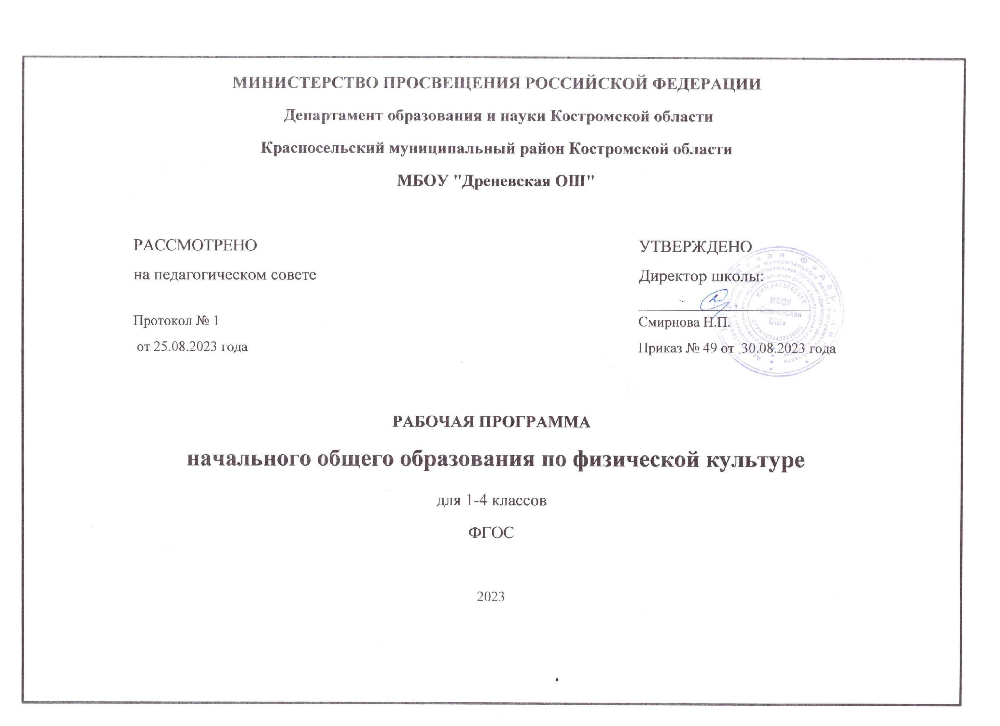 МИНИСТЕРСТВО ПРОСВЕЩЕНИЯ РОССИЙСКОЙ ФЕДЕРАЦИИ
Департамент образования и науки Костромской области
Красносельский муниципальный район Костромской области
МБОУ "Дреневская ОШ"
РАССМОТРЕНО
на педагогическом совете
Протокол № 1
от 25.08.2023 года
УТВЕРЖДЕНО
Директор школы:
Смирнова Н.П.
Приказ № 49 от 30.08.2023 года
ИНН 4415003655
МБОУ
«Дреневская
ОШ»
РАБОЧАЯ ПРОГРАММА
начального общего образования по физической культуре
для 1-4 классов
ФГОС
2023